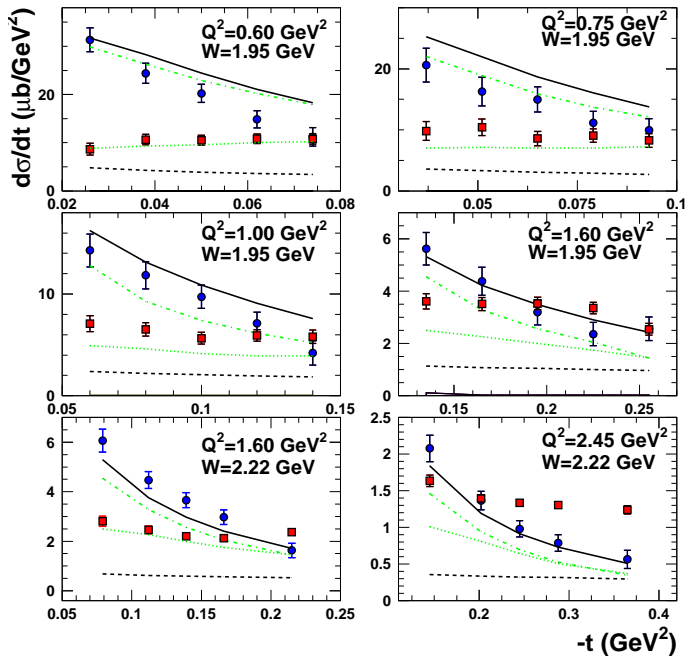 dσ/dt (μb/GeV²)
Q²=0.60 GeV²
W=1.95 GeV
40
20
0
0.02 0.04 0.06 0.08
Q²=0.75 GeV²
W=1.95 GeV
20
0
0.05 0.075 0.1
Q²=1.00 GeV²
W=1.95 GeV
10
0
0.05 0.1 0.15
Q²=1.60 GeV²
W=1.95 GeV
6
4
2
0
0.15 0.2 0.25
Q²=1.60 GeV²
W=2.22 GeV
6
4
2
0
0.05 0.1 0.15 0.2 0.25
Q²=2.45 GeV²
W=2.22 GeV
2.5
2
1.5
1
0.5
0
0.2 0.3 0.4
-t (GeV²)